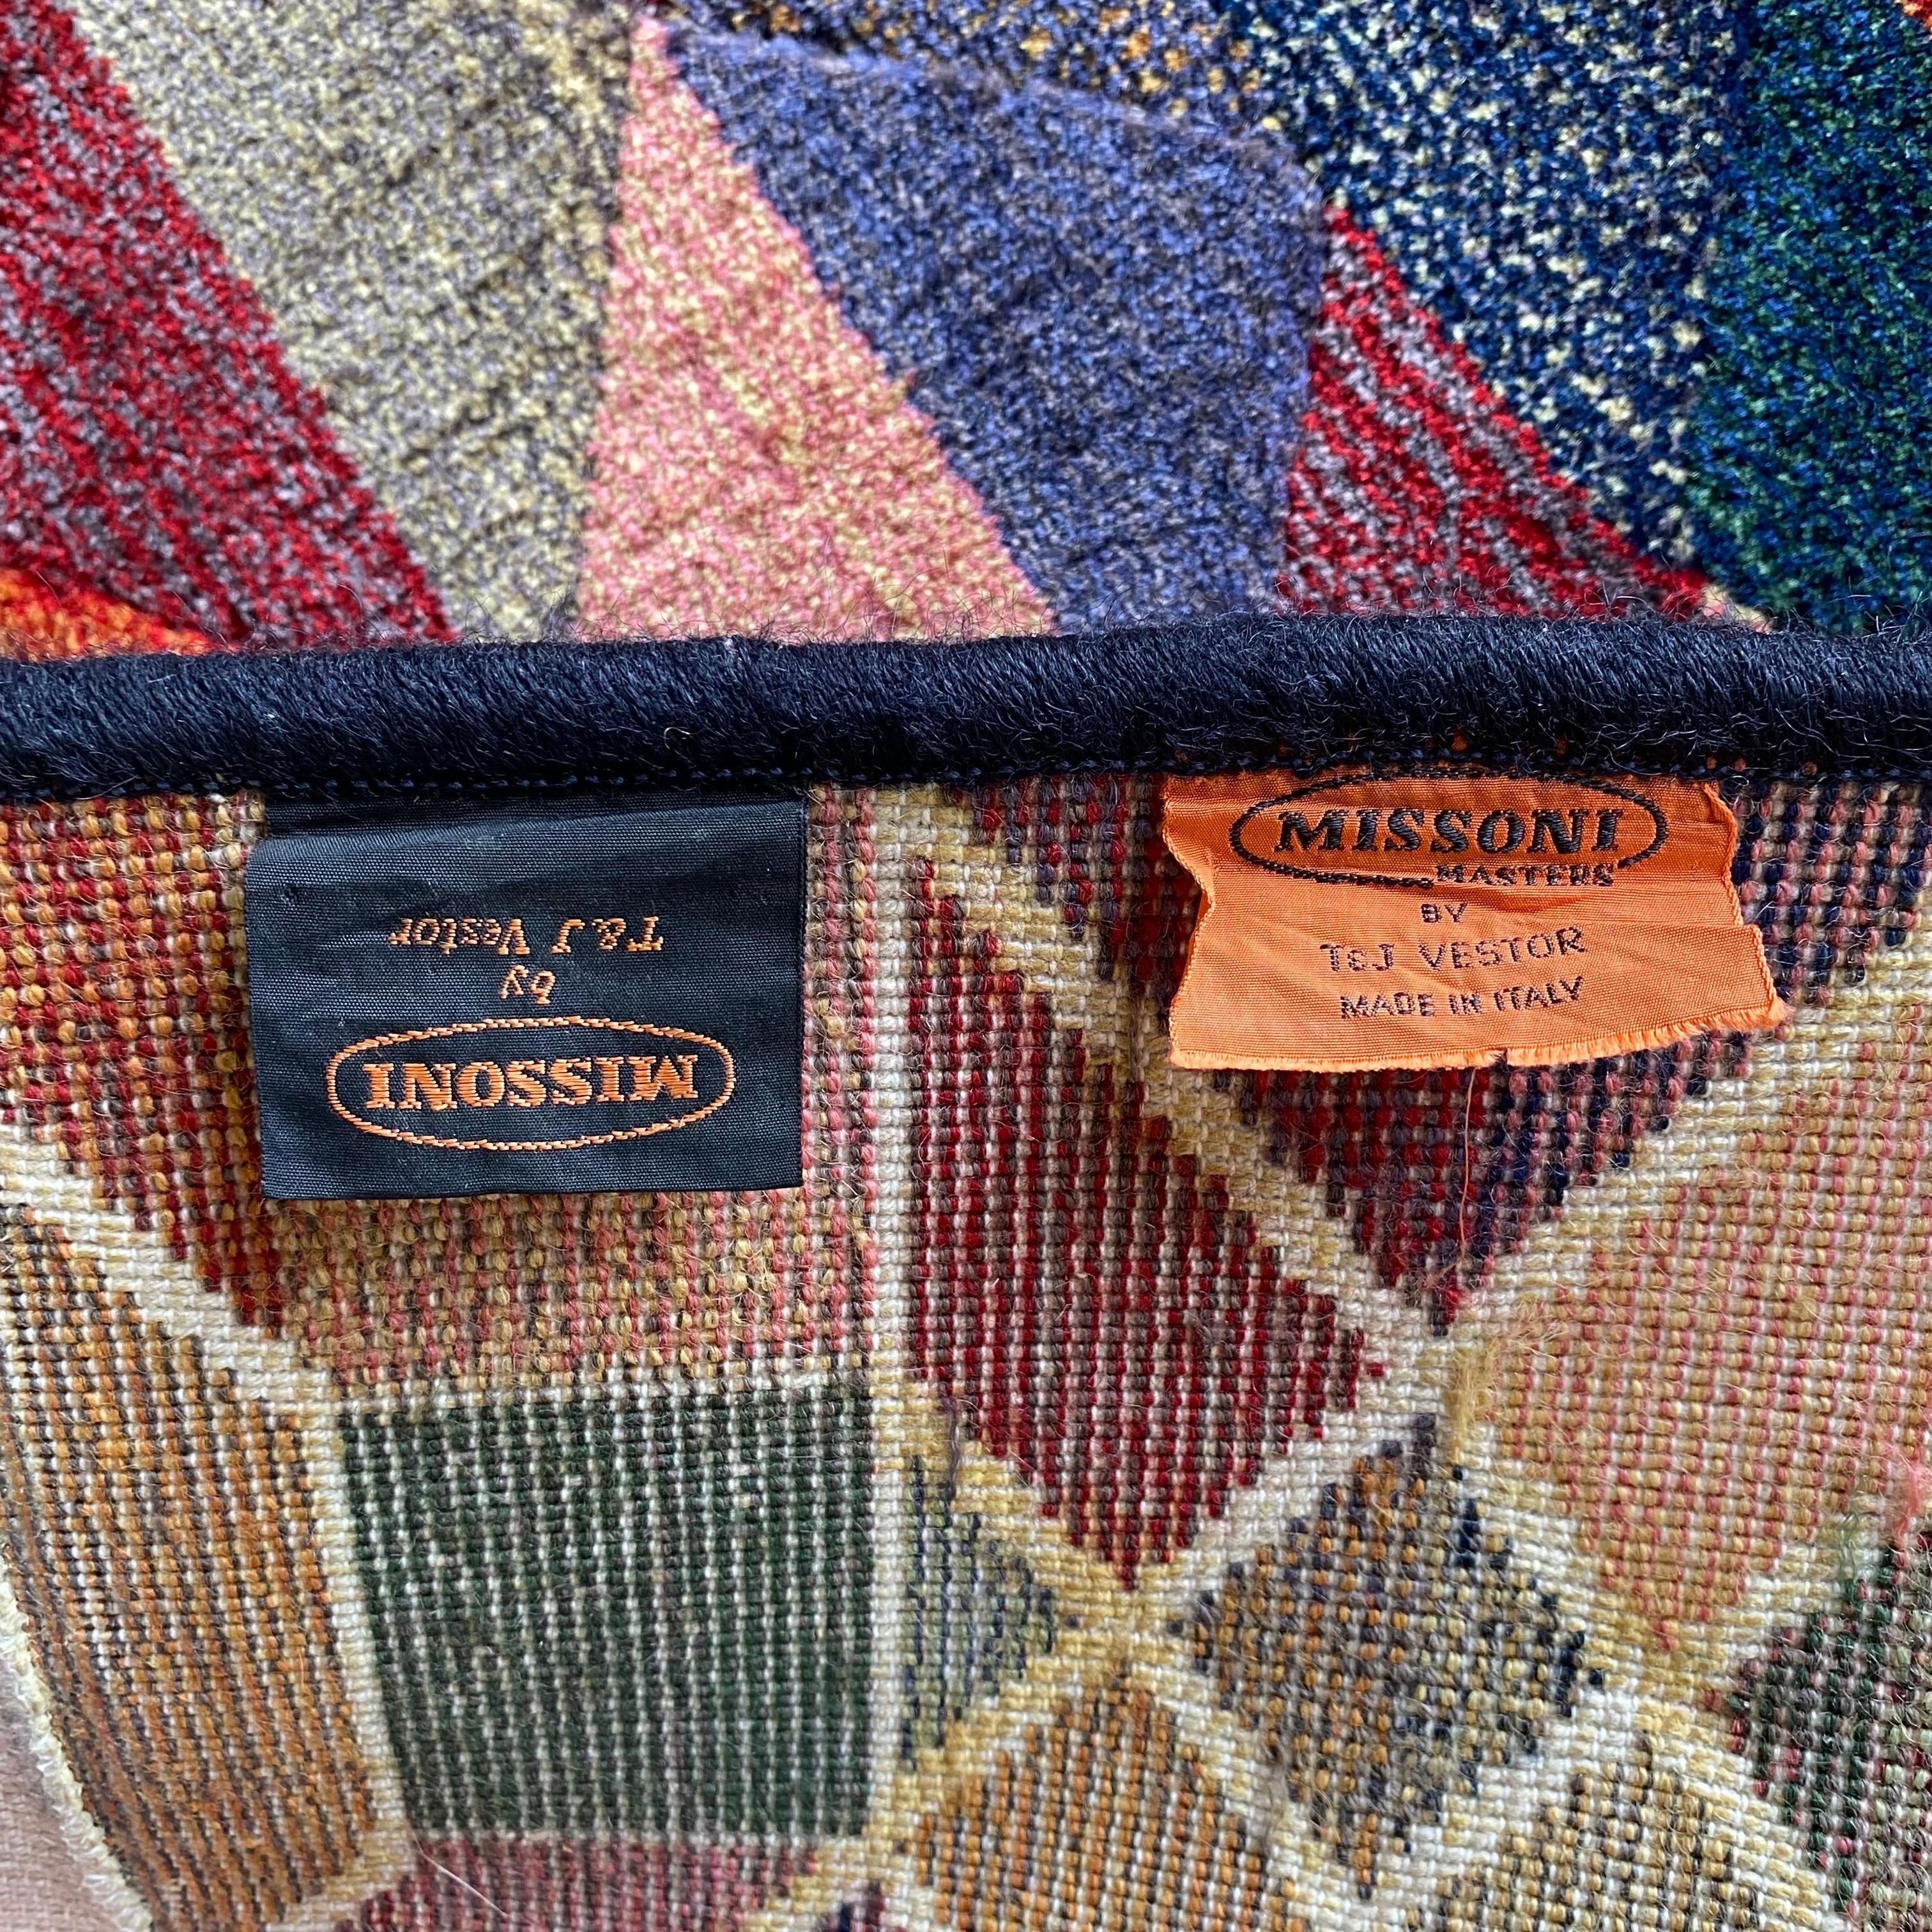 MISSONI
by
T&J Vestor
MISSONI
MASTERS
BY
T&J VESTOR
MADE IN ITALY